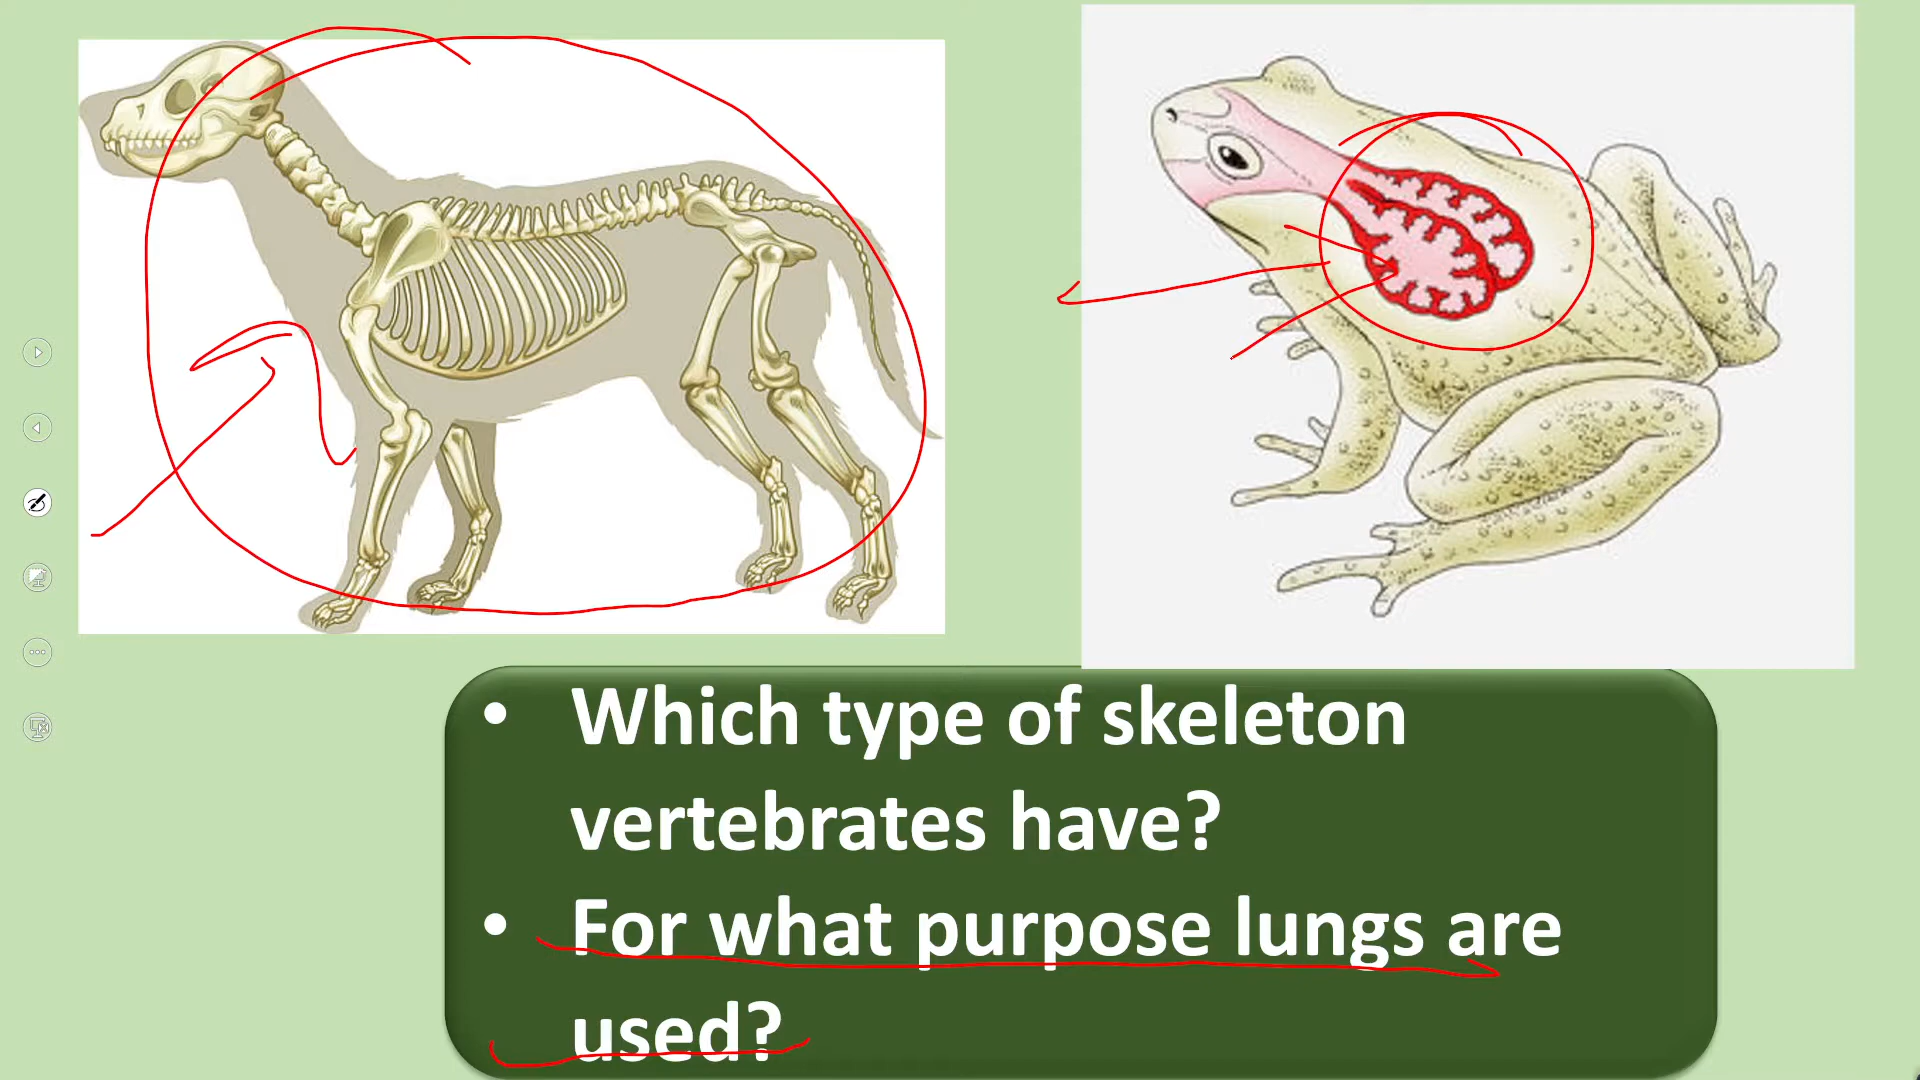 • Which type of skeleton
vertebrates have?
• For what purpose lungs are
used?